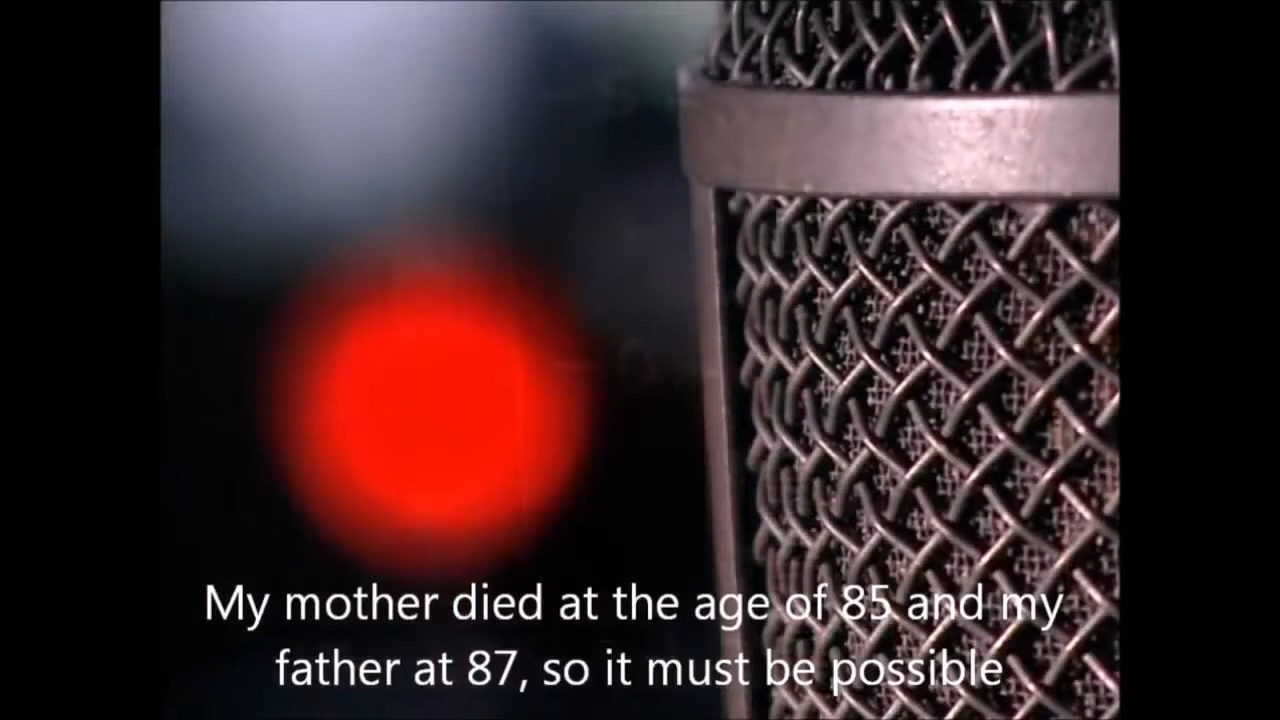 My mother died at the age of 85 and my
father at 87, so it must be possible